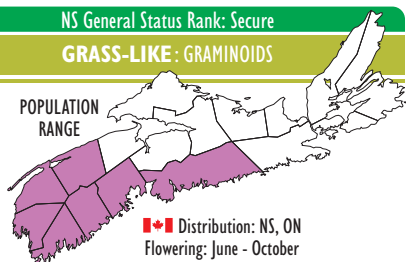 NS General Status Rank: Secure
GRASS-LIKE: GRAMINOIDS
POPULATION
RANGE
Distribution: NS, ON
Flowering: June - October